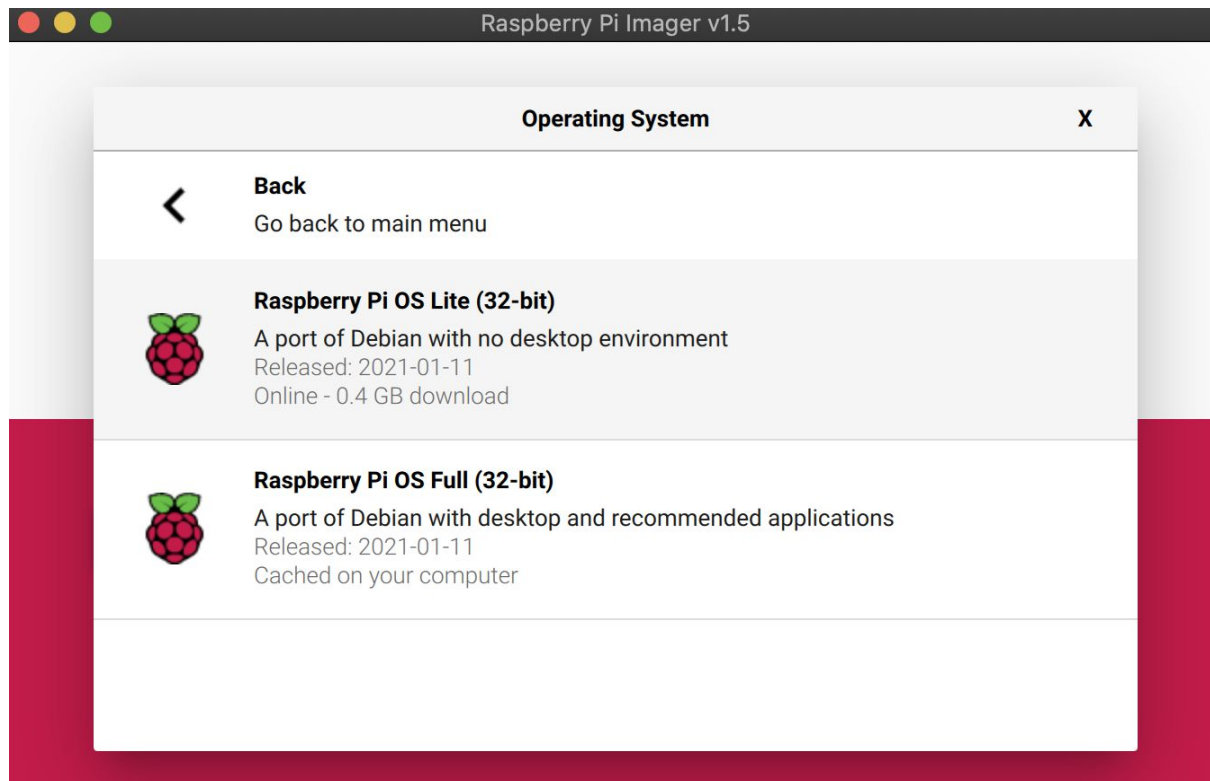 Raspberry Pi Imager v1.5
Operating System X
Back
Go back to main menu
Raspberry Pi OS Lite (32-bit)
A port of Debian with no desktop environment
Released: 2021-01-11
Online - 0.4 GB download
Raspberry Pi OS Full (32-bit)
A port of Debian with desktop and recommended applications
Released: 2021-01-11
Cached on your computer